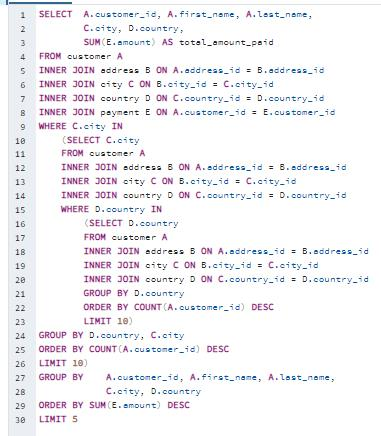 1 SELECT A.customer_id, A.first_name, A.last_name,
2 C.city, D.country,
3 SUM(E.amount) AS total_amount_paid
4 FROM customer A
5 INNER JOIN address B ON A.address_id = B.address_id
6 INNER JOIN city C ON B.city_id = C.city_id
7 INNER JOIN country D ON C.country_id = D.country_id
8 INNER JOIN payment E ON A.customer_id = E.customer_id
9 WHERE C.city IN
10 (SELECT C.city
11 FROM customer A
12 INNER JOIN address B ON A.address_id = B.address_id
13 INNER JOIN city C ON B.city_id = C.city_id
14 INNER JOIN country D ON C.country_id = D.country_id
15 WHERE D.country IN
16 (SELECT D.country
17 FROM customer A
18 INNER JOIN address B ON A.address_id = B.address_id
19 INNER JOIN city C ON B.city_id = C.city_id
20 INNER JOIN country D ON C.country_id = D.country_id
21 GROUP BY D.country
22 ORDER BY COUNT(A.customer_id) DESC
23 LIMIT 10)
24 GROUP BY D.country, C.city
25 ORDER BY COUNT(A.customer_id) DESC
26 LIMIT 10)
27 GROUP BY A.customer_id, A.first_name, A.last_name,
28 C.city, D.country
29 ORDER BY SUM(E.amount) DESC
30 LIMIT 5